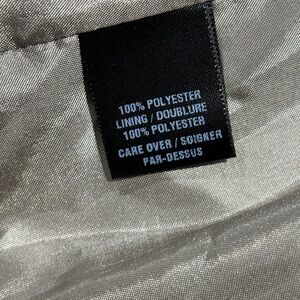 100% POLYESTER
LINING / DOUBLURE
100% POLYESTER
CARE OVER / SOIGNER
PAR-DESSUS